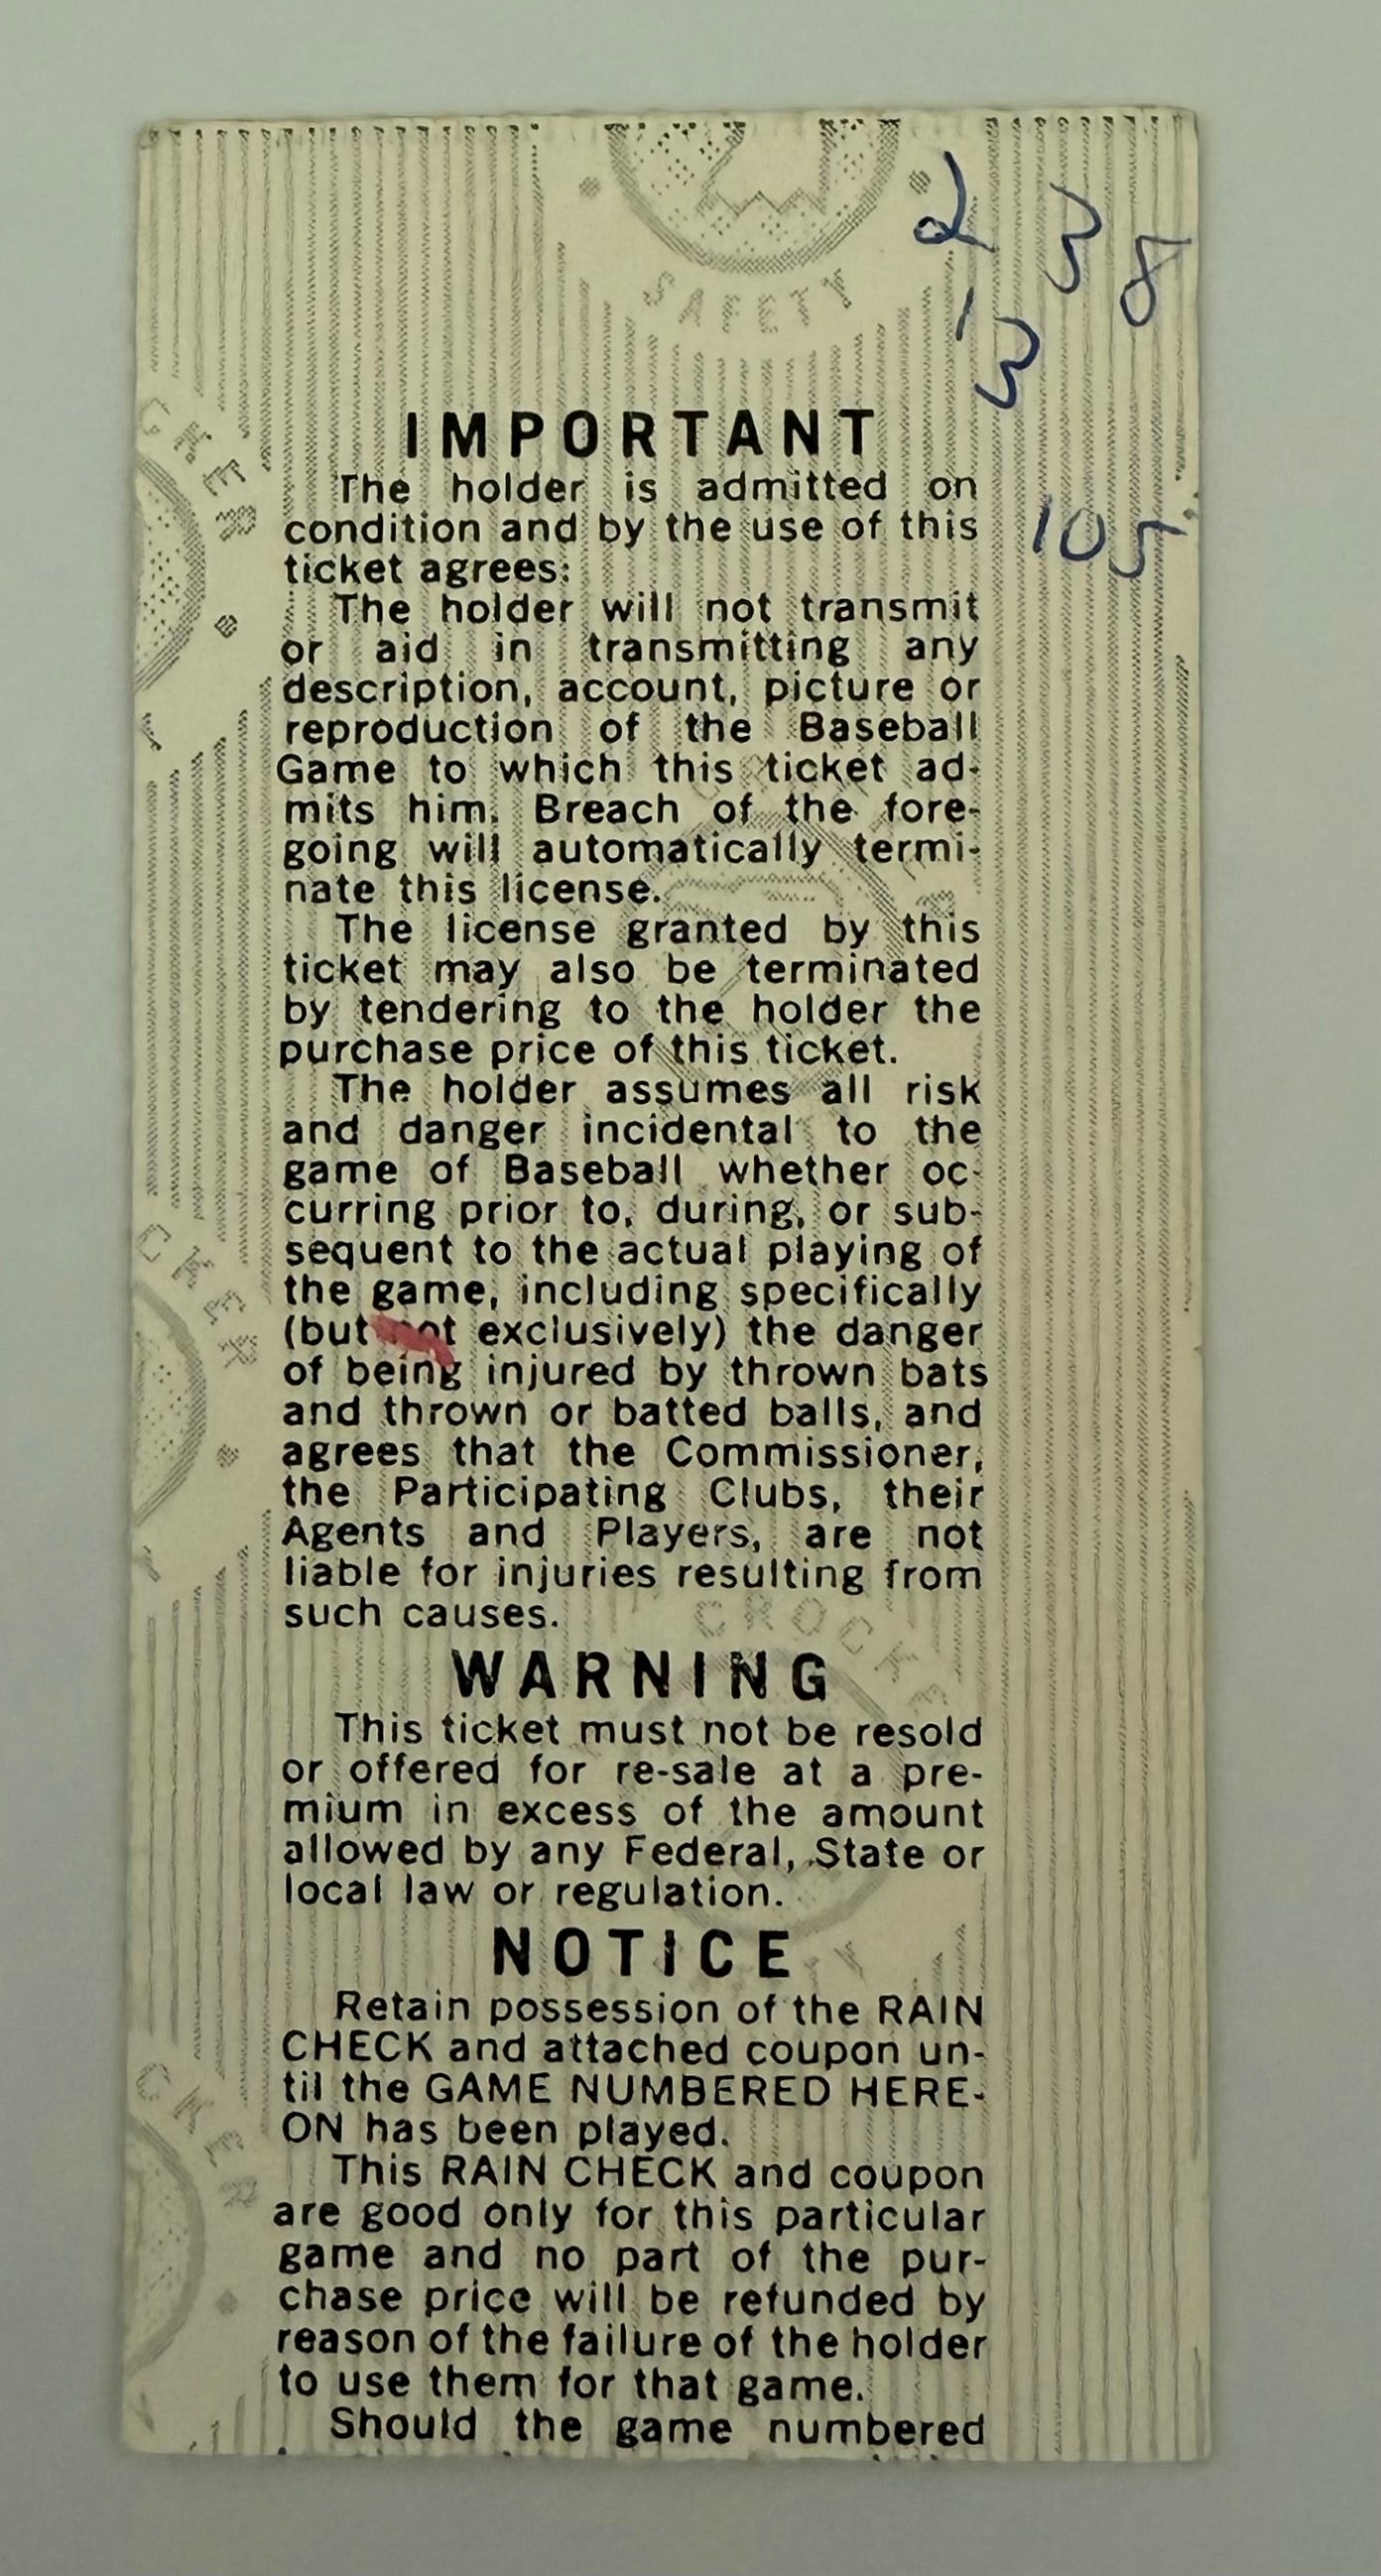 SAFETY
2
3
8
- 3
IMPORTANT
The holder is admitted on
condition and by the use of this
105
ticket agrees:
The holder will not transmit
or aid in transmitting any
description, account, picture or
reproduction of the Baseball
Game to which this ticket ad-
mits him. Breach of the fore-
going will automatically termi-
nate this license.
The license granted by this
ticket may also be terminated
by tendering to the holder the
purchase price of this ticket.
The holder assumes all risk
and danger incidental to the
game of Baseball whether oc-
curring prior to, during, or sub-
sequent to the actual playing of
the game, including specifically
(but not exclusively) the danger
of being injured by thrown bats
and thrown or batted balls, and
agrees that the Commissioner,
the Participating Clubs, their
Agents and Players, are not
liable for injuries resulting from
such causes.
WARNING
This ticket must not be resold
or offered for re-sale at a pre-
mium in excess of the amount
allowed by any Federal, State or
local law or regulation.
NOTICE
Retain possession of the RAIN
CHECK and attached coupon un-
til the GAME NUMBERED HERE-
ON has been played.
This RAIN CHECK and coupon
are good only for this particular
game and no part of the pur-
chase price will be refunded by
reason of the failure of the holder
to use them for that game.
Should the game numbered